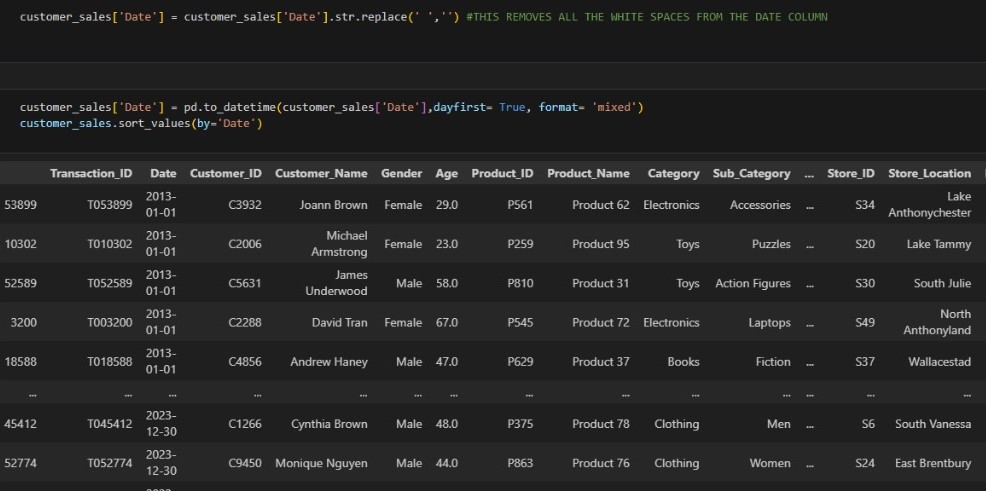 customer_sales['Date'] = customer_sales['Date'].str.replace(' ','') #THIS REMOVES ALL THE WHITE SPACES FROM THE DATE COLUMN
customer_sales['Date'] = pd.to_datetime(customer_sales['Date'],dayfirst= True, format= 'mixed')
customer_sales.sort_values(by='Date')
Transaction_ID Date Customer_ID Customer_Name Gender Age Product_ID Product_Name Category Sub_Category ... Store_ID Store_Location
53899 T053899 2013-01-01 C3932 Joann Brown Female 29.0 P561 Product 62 Electronics Accessories ... S34 Lake Anthonychester
10302 T010302 2013-01-01 C2006 Michael Armstrong Female 23.0 P259 Product 95 Toys Puzzles ... S20 Lake Tammy
52589 T052589 2013-01-01 C5631 James Underwood Male 58.0 P810 Product 31 Toys Action Figures ... S30 South Julie
3200 T003200 2013-01-01 C2288 David Tran Female 67.0 P545 Product 72 Electronics Laptops ... S49 North Anthonyland
18588 T018588 2013-01-01 C4856 Andrew Haney Male 47.0 P629 Product 37 Books Fiction ... S37 Wallacestad
... ... ... ... ... ... ... ... ... ... ... ... ... ...
45412 T045412 2023-12-30 C1266 Cynthia Brown Male 48.0 P375 Product 78 Clothing Men ... S6 South Vanessa
52774 T052774 2023-12-30 C9450 Monique Nguyen Male 44.0 P863 Product 76 Clothing Women ... S24 East Brentbury